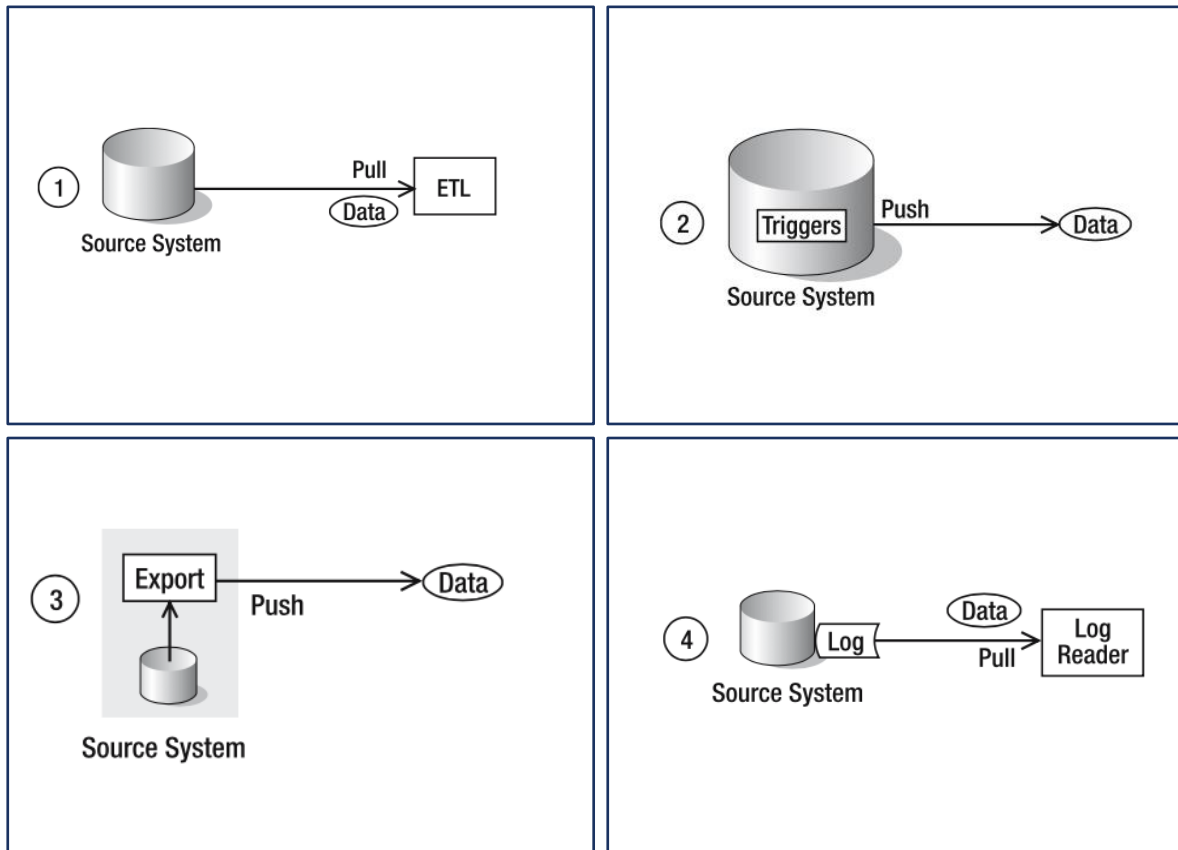 1
Pull
ETL
Data
Source System
2
Triggers
Push
Data
Source System
3
Export
Push
Data
Source System
4
Log
Data
Pull
Log
Reader
Source System